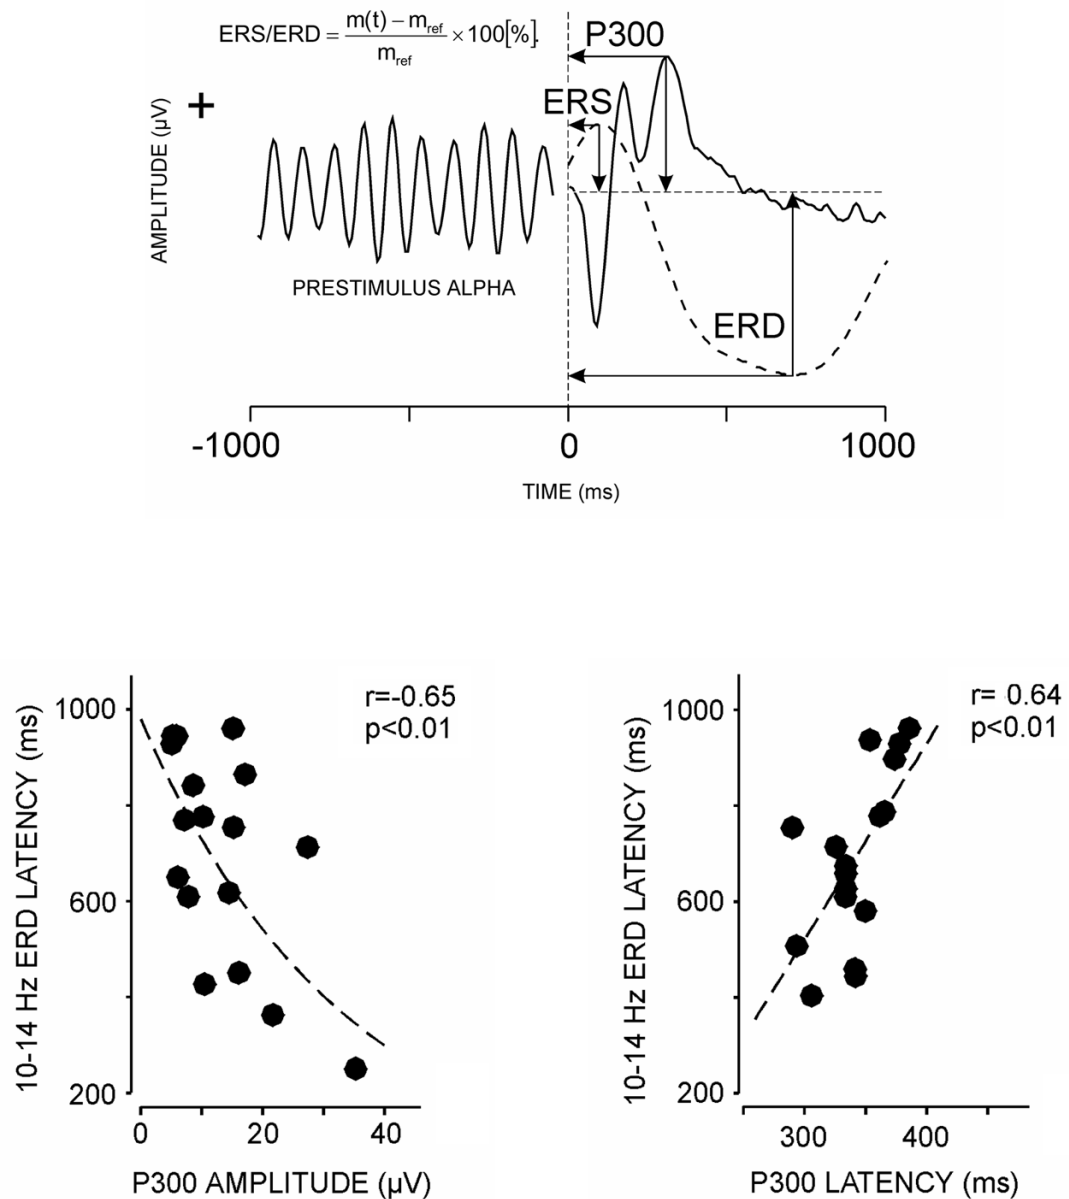 ERS/ERD = m(t) − m_ref / m_ref ×100[%].
P300
ERS
+
AMPLITUDE (µV)
PRESTIMULUS ALPHA
ERD
-1000 0 1000
TIME (ms)
r=-0.65
p<0.01
1000
600
200
10-14 Hz ERD LATENCY (ms)
0 20 40
P300 AMPLITUDE (µV)
r= 0.64
p<0.01
1000
600
200
10-14 Hz ERD LATENCY (ms)
300 400
P300 LATENCY (ms)